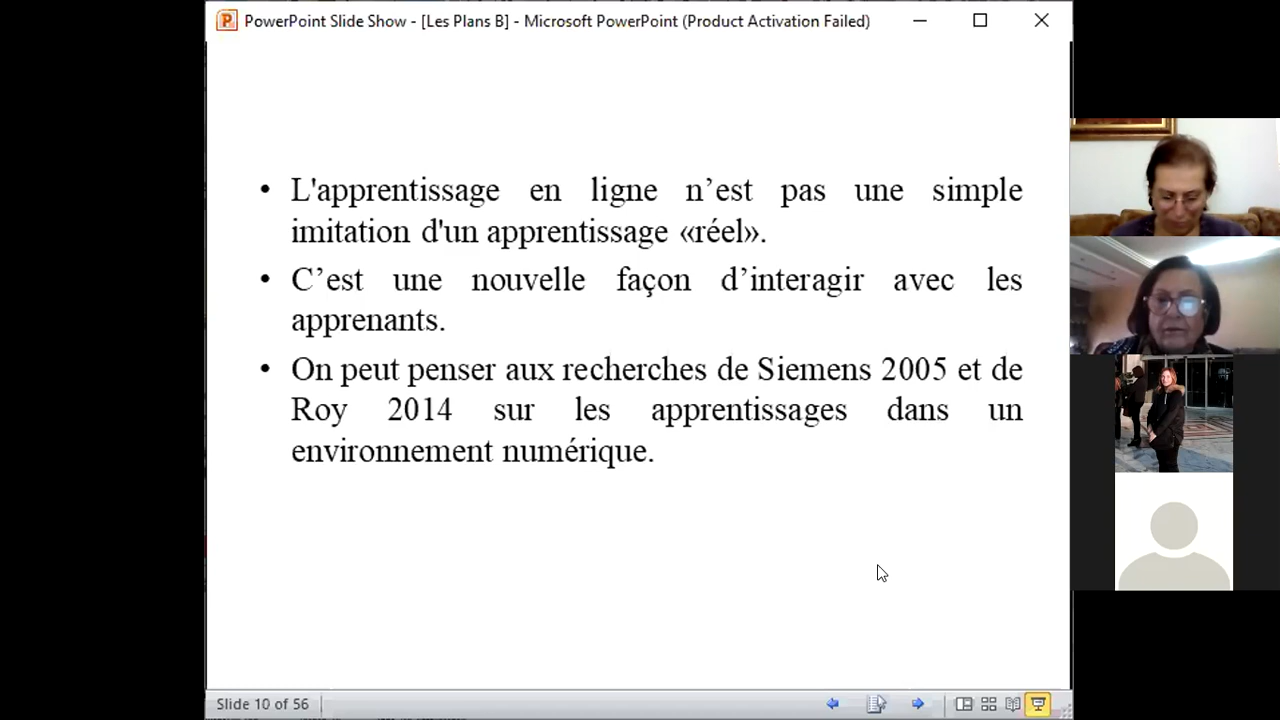 PowerPoint Slide Show - [Les Plans B] - Microsoft PowerPoint (Product Activation Failed)
• L'apprentissage en ligne n’est pas une simple
imitation d'un apprentissage «réel».
• C’est une nouvelle façon d’interagir avec les
apprenants.
• On peut penser aux recherches de Siemens 2005 et de
Roy 2014 sur les apprentissages dans un
environnement numérique.
Slide 10 of 56